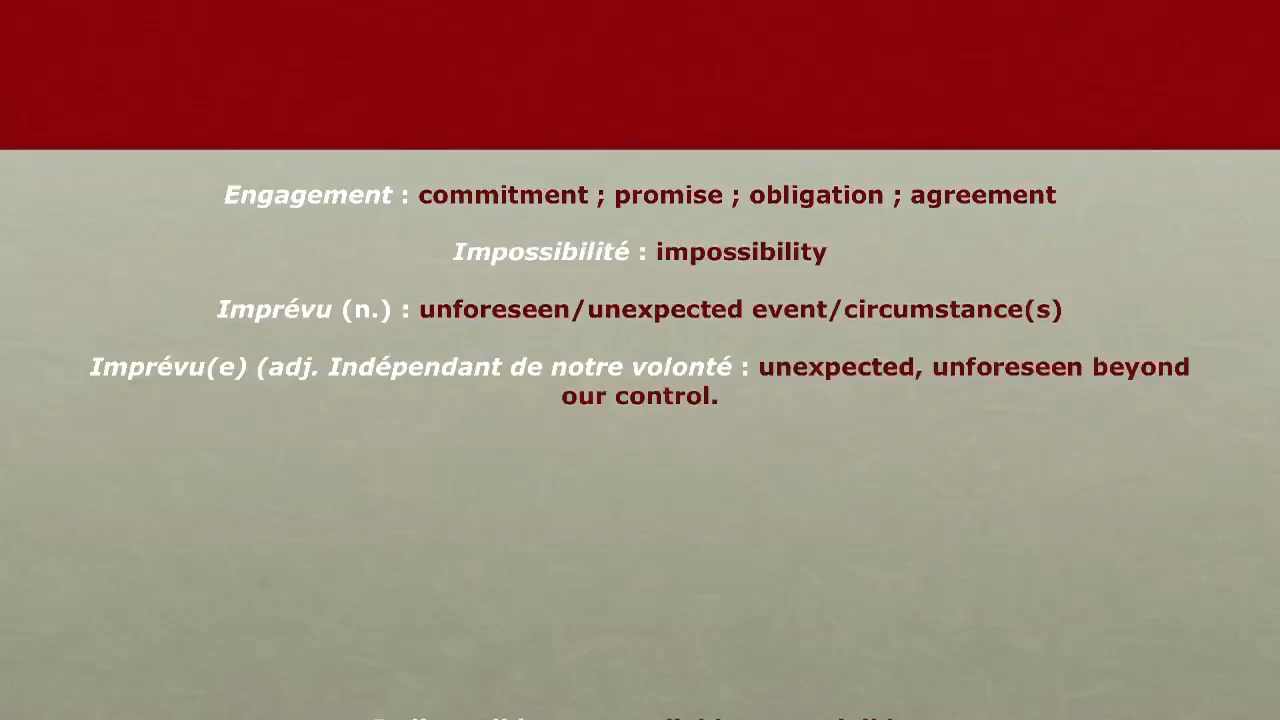 Engagement : commitment ; promise ; obligation ; agreement
Impossibilité : impossibility
Imprévu (n.) : unforeseen/unexpected event/circumstance(s)
Imprévu(e) (adj. Indépendant de notre volonté : unexpected, unforeseen beyond
our control.